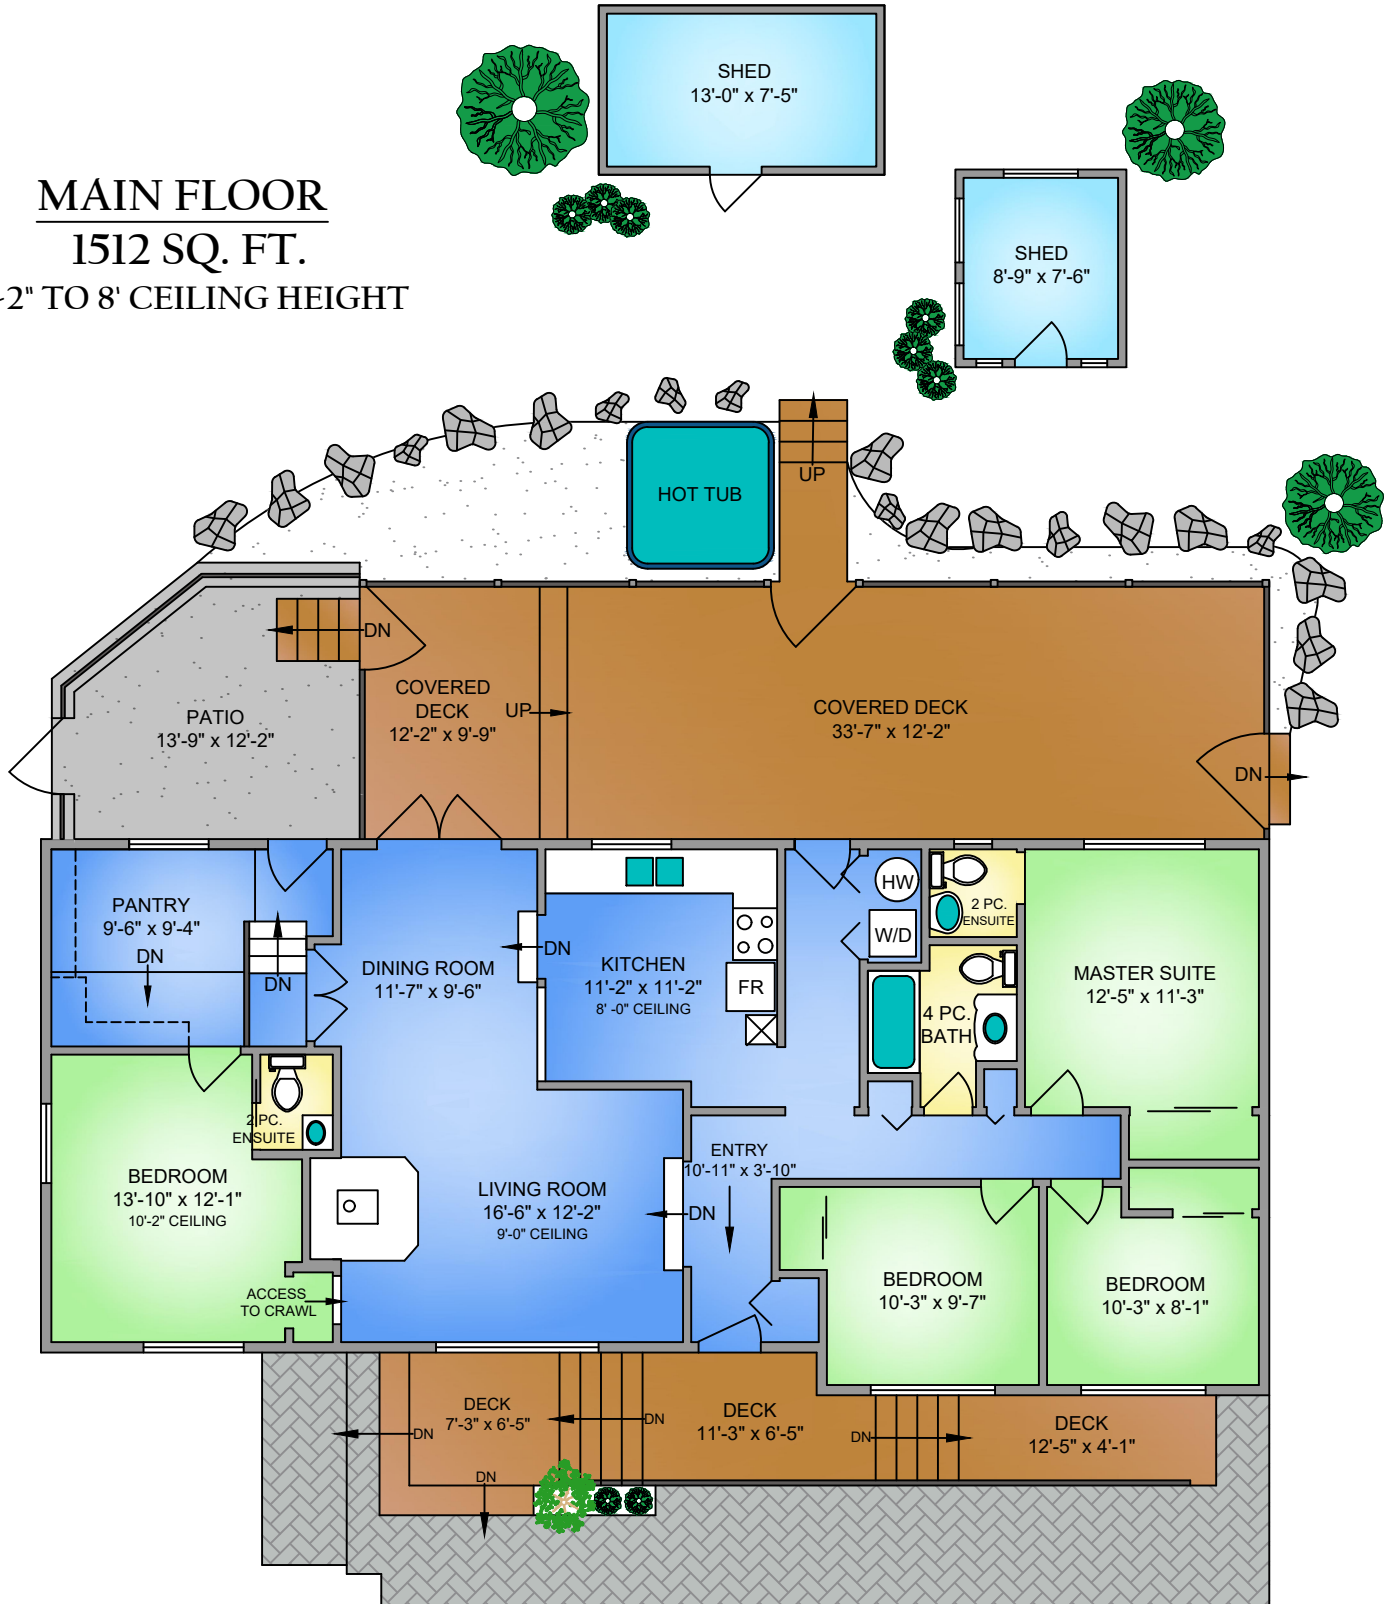 SHED
13'-0" x 7'-5"
MAIN FLOOR
1512 SQ. FT.
-2" TO 8' CEILING HEIGHT
SHED
8'-9" x 7'-6"
UP
HOT TUB
DN
COVERED
DECK
12'-2" x 9'-9"
UP
COVERED DECK
33'-7" x 12'-2"
PATIO
13'-9" x 12'-2"
DN
PANTRY
9'-6" x 9'-4"
DN
DN
DINING ROOM
11'-7" x 9'-6"
DN
KITCHEN
11'-2" x 11'-2"
8' -0" CEILING
FR
HW
W/D
2 PC.
ENSUITE
4 PC.
BATH
MASTER SUITE
12'-5" x 11'-3"
2 PC.
ENSUITE
BEDROOM
13'-10" x 12'-1"
10'-2" CEILING
ACCESS
TO CRAWL
LIVING ROOM
16'-6" x 12'-2"
9'-0" CEILING
DN
ENTRY
10'-11" x 3'-10"
BEDROOM
10'-3" x 9'-7"
BEDROOM
10'-3" x 8'-1"
DN
DECK
7'-3" x 6'-5"
DN
DN
DECK
11'-3" x 6'-5"
DN
DECK
12'-5" x 4'-1"